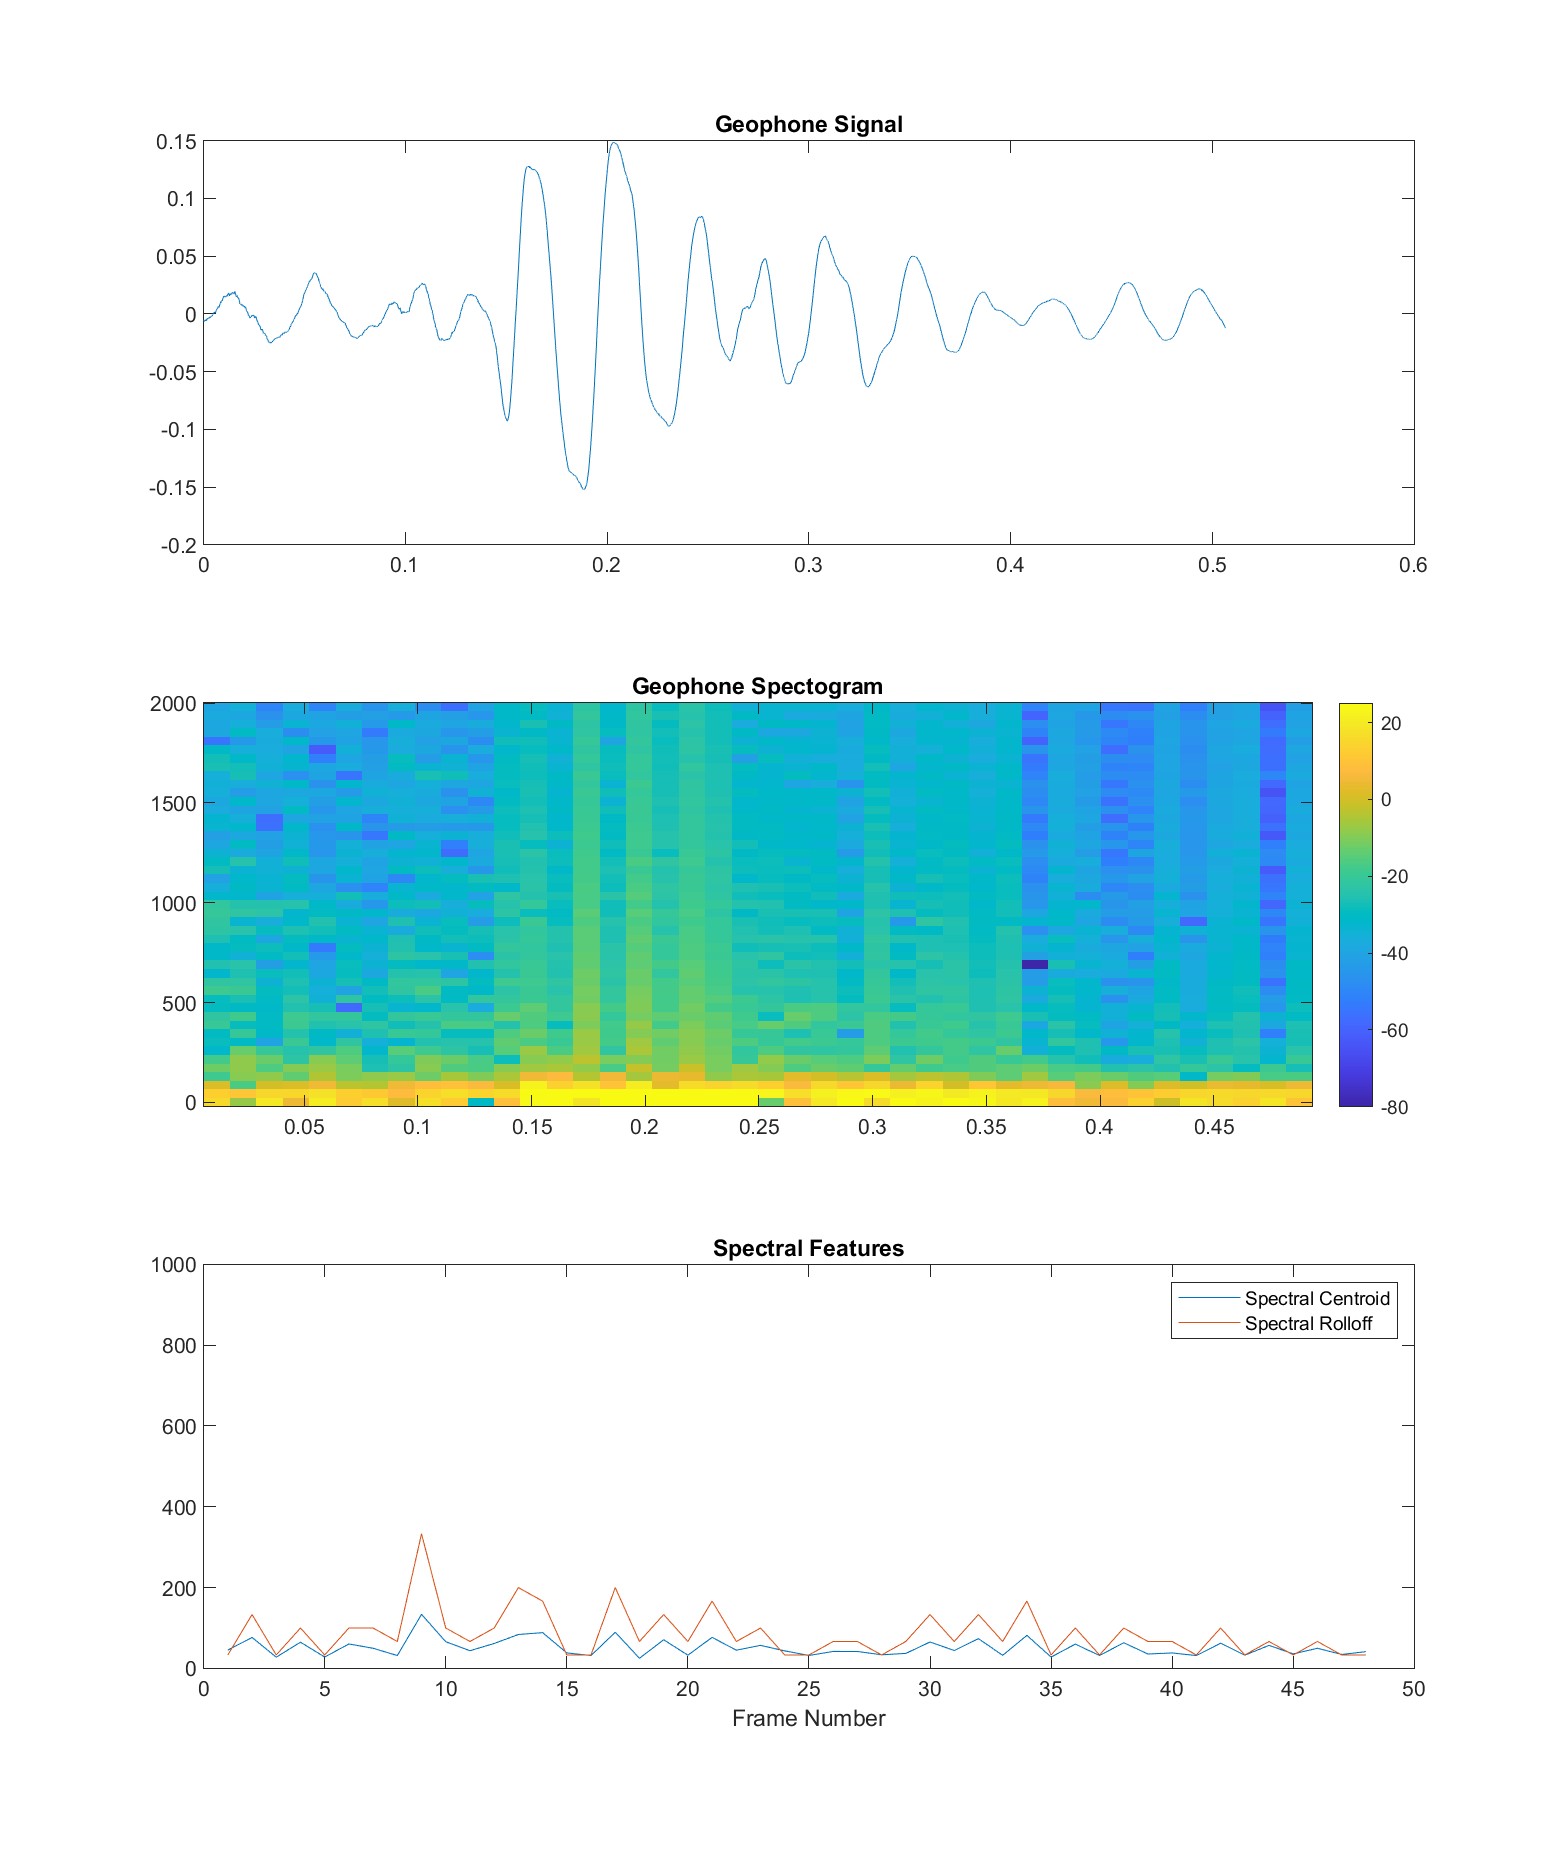 Geophone Signal
0.15
0.1
0.05
0
-0.05
-0.1
-0.15
-0.2
0 0.1 0.2 0.3 0.4 0.5 0.6
Geophone Spectogram
2000
1500
1000
500
0
0.05 0.1 0.15 0.2 0.25 0.3 0.35 0.4 0.45
20
0
-20
-40
-60
-80
Spectral Features
1000
800
600
400
200
0
Spectral Centroid
Spectral Rolloff
0 5 10 15 20 25 30 35 40 45 50
Frame Number